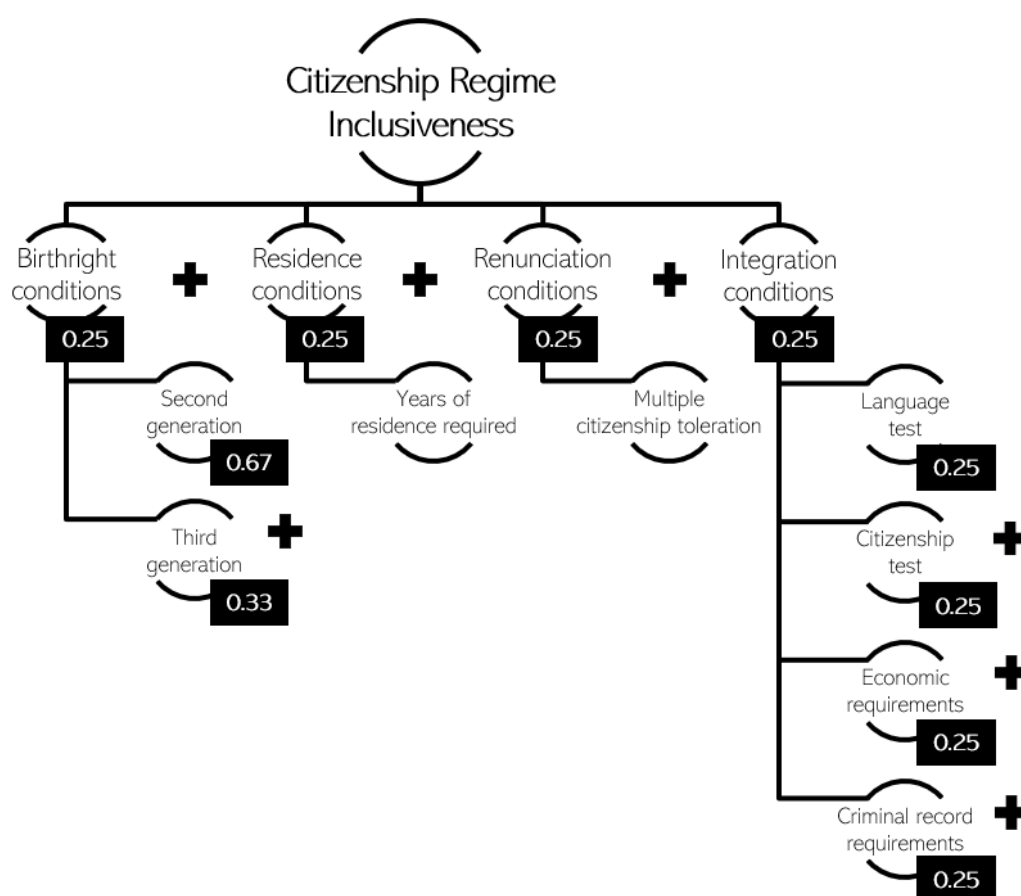 Citizenship Regime
Inclusiveness
Birthright
conditions
0.25
+
Residence
conditions
0.25
+
Renunciation
conditions
0.25
+
Integration
conditions
0.25
Second
generation
0.67
Third
generation
0.33
+
Years of
residence required
Multiple
citizenship toleration
Language
test
0.25
Citizenship
test
0.25
+
Economic
requirements
0.25
+
Criminal record
requirements
0.25
+